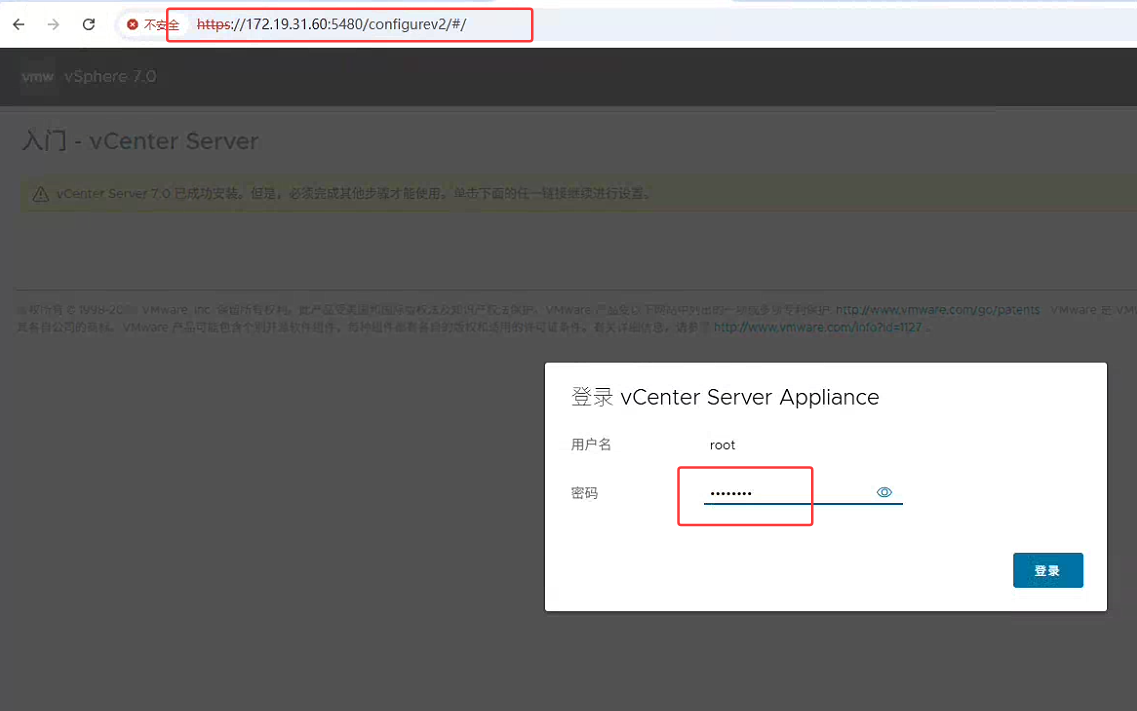 不安全 https://172.19.31.60:5480/configurev2/#/
vmw vSphere 7.0
入门 - vCenter Server
vCenter Server 7.0 已成功安装。但是，必须完成其他步骤才能使用。单击下面的任一链接继续进行设置。
VMware, Inc. 保留所有权利。此产品受美国和国际版权法及知识产权法保护。VMware 产品受以下网站中列出的一项或多项专利保护: http://www.vmware.com/go/patents 。VMware 是
其各自公司的商标。VMware 产品可能包含个别开源软件组件，每种组件都有各自的版权和适用的许可证条件。有关详细信息，请参见 http://www.vmware.com/info?id=1127 。
登录 vCenter Server Appliance
用户名 root
密码 ••••••••
登录